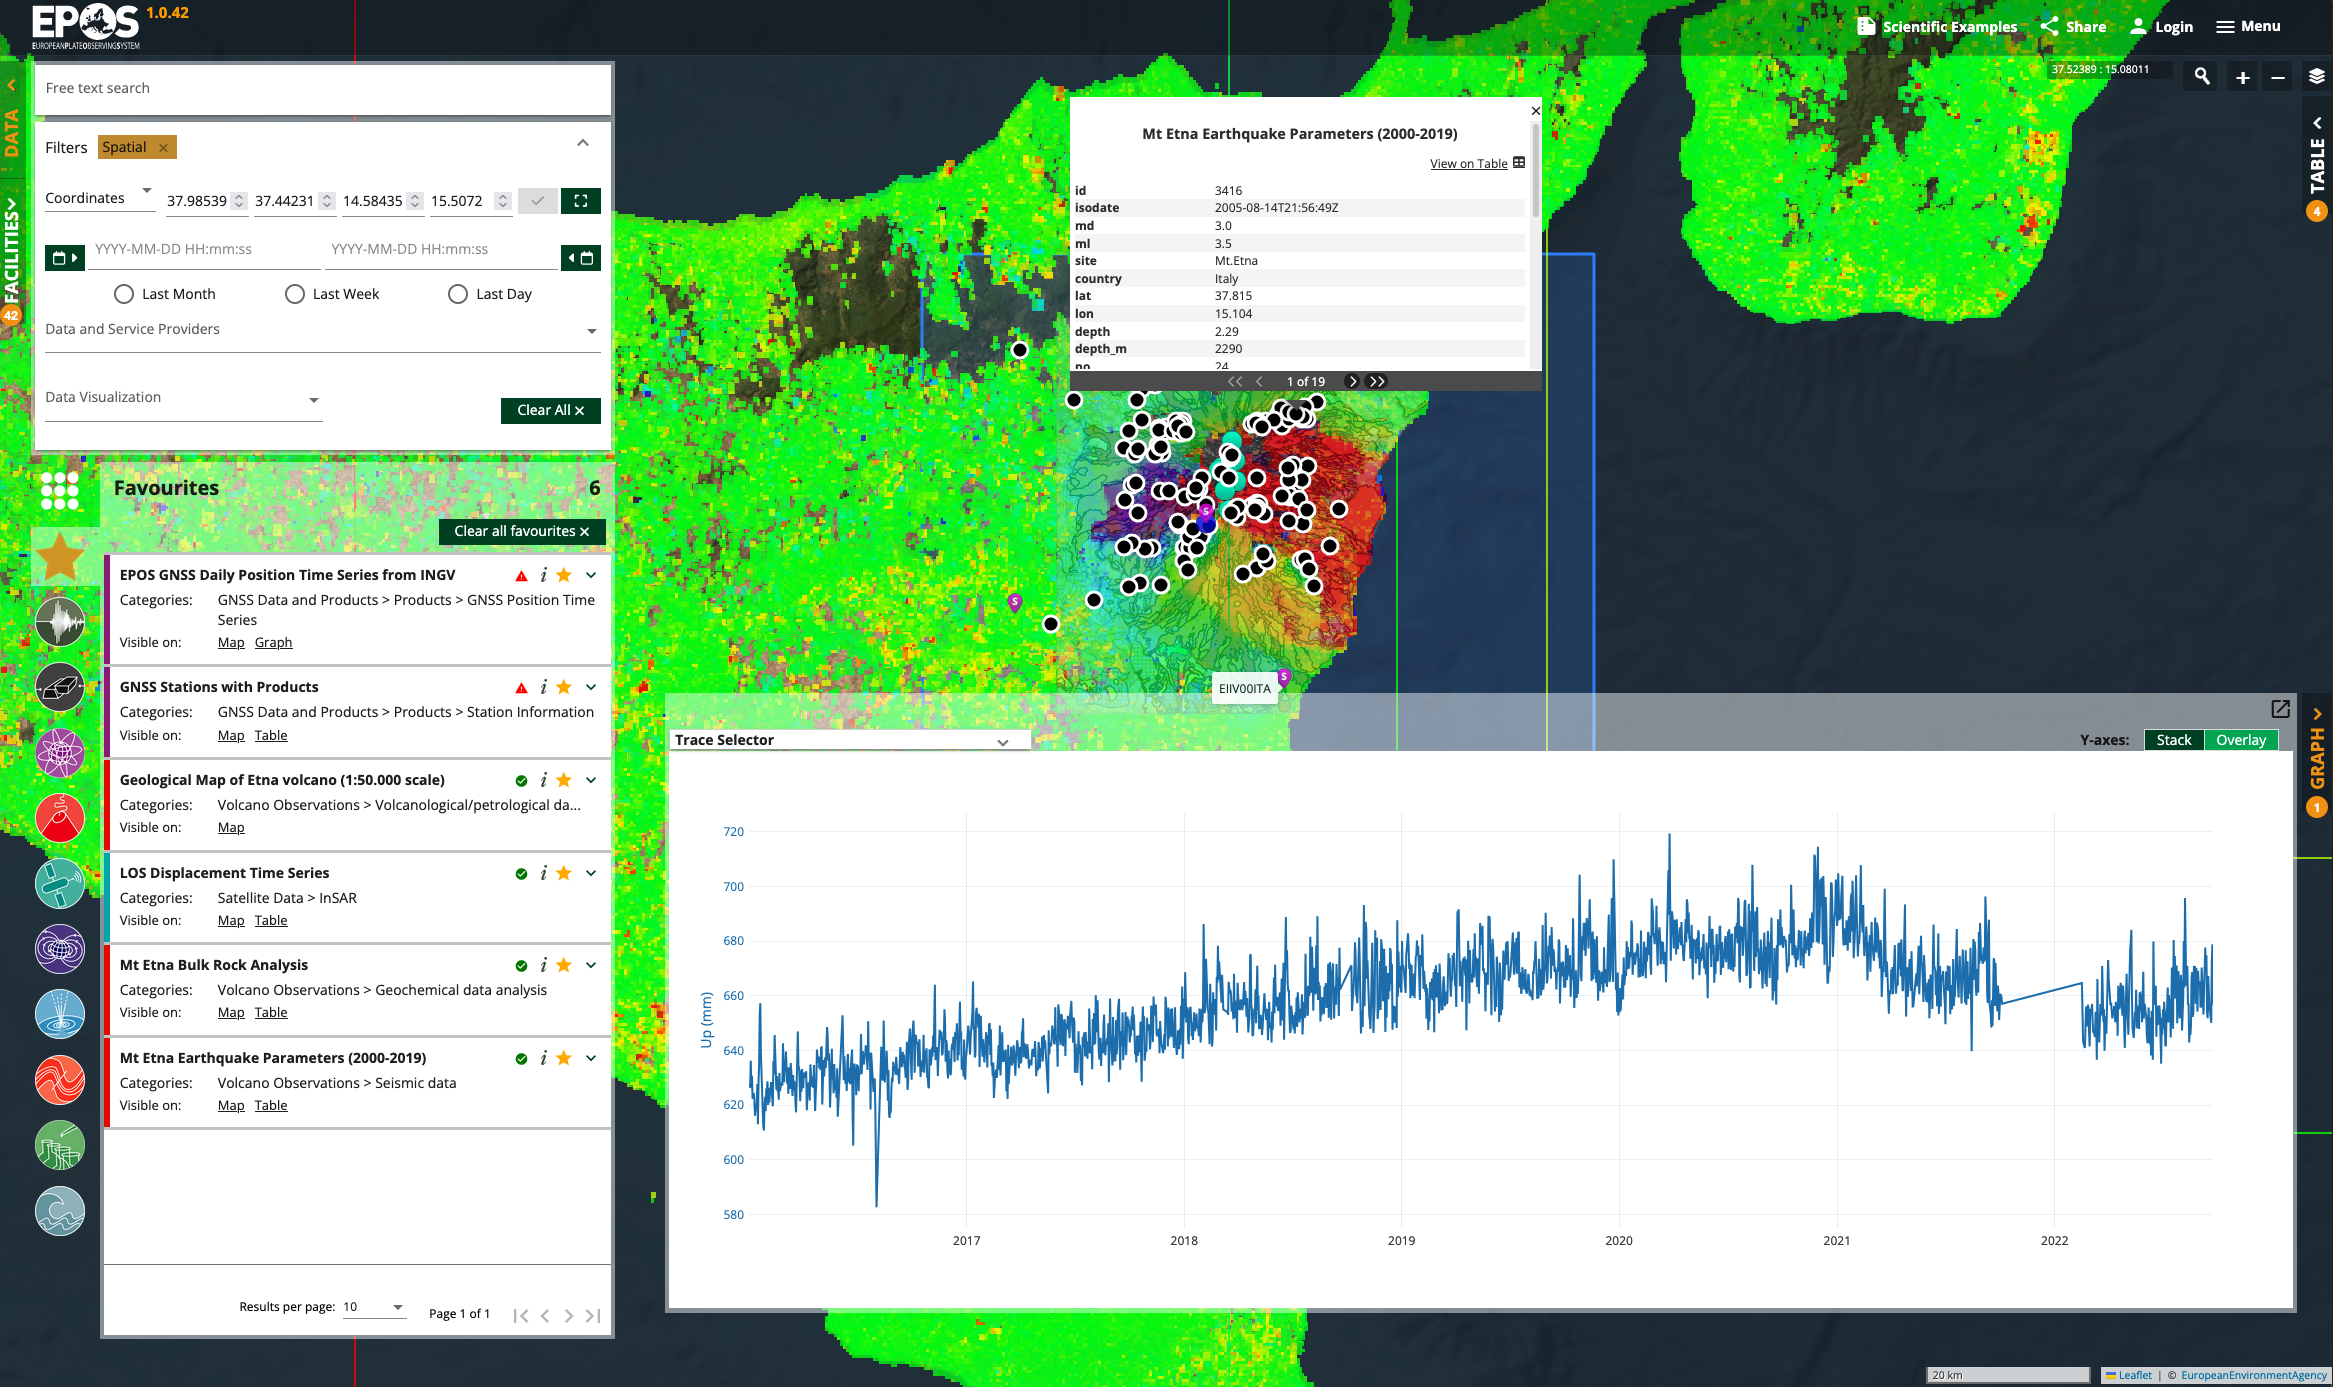 EPOS 1.0.42
EUROPEAN PLATE OBSERVING SYSTEM
Scientific Examples
Share
Login
Menu
37.52389 : 15.08011
DATA
FACILITIES
42
TABLE
4
GRAPH
1
Free text search
Filters Spatial ×
Coordinates 37.98539 37.44231 14.58435 15.5072
YYYY-MM-DD HH:mm:ss YYYY-MM-DD HH:mm:ss
Last Month Last Week Last Day
Data and Service Providers
Data Visualization
Clear All ×
Favourites 6
Clear all favourites ×
EPOS GNSS Daily Position Time Series from INGV
Categories: GNSS Data and Products > Products > GNSS Position Time
Series
Visible on: Map Graph
GNSS Stations with Products
Categories: GNSS Data and Products > Products > Station Information
Visible on: Map Table
Geological Map of Etna volcano (1:50.000 scale)
Categories: Volcano Observations > Volcanological/petrological da...
Visible on: Map
LOS Displacement Time Series
Categories: Satellite Data > InSAR
Visible on: Map Table
Mt Etna Bulk Rock Analysis
Categories: Volcano Observations > Geochemical data analysis
Visible on: Map Table
Mt Etna Earthquake Parameters (2000-2019)
Categories: Volcano Observations > Seismic data
Visible on: Map Table
Results per page: 10 Page 1 of 1
Mt Etna Earthquake Parameters (2000-2019)
View on Table
id 3416
isodate 2005-08-14T21:56:49Z
md 3.0
ml 3.5
site Mt.Etna
country Italy
lat 37.815
lon 15.104
depth 2.29
depth_m 2290
no 24
1 of 19
S
S
S
EIIV00ITA
Trace Selector
Y-axes: Stack Overlay
Up (mm)
720
700
680
660
640
620
600
580
2017 2018 2019 2020 2021 2022
20 km
Leaflet | © EuropeanEnvironmentAgency